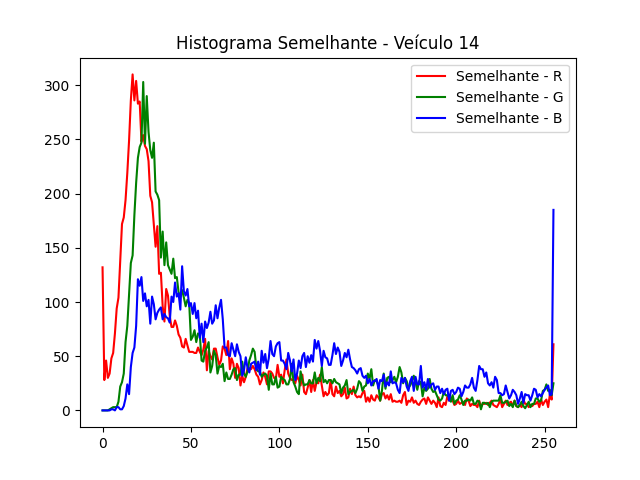 Histograma Semelhante - Veículo 14
Semelhante - R
Semelhante - G
Semelhante - B
300
250
200
150
100
50
0
0 50 100 150 200 250